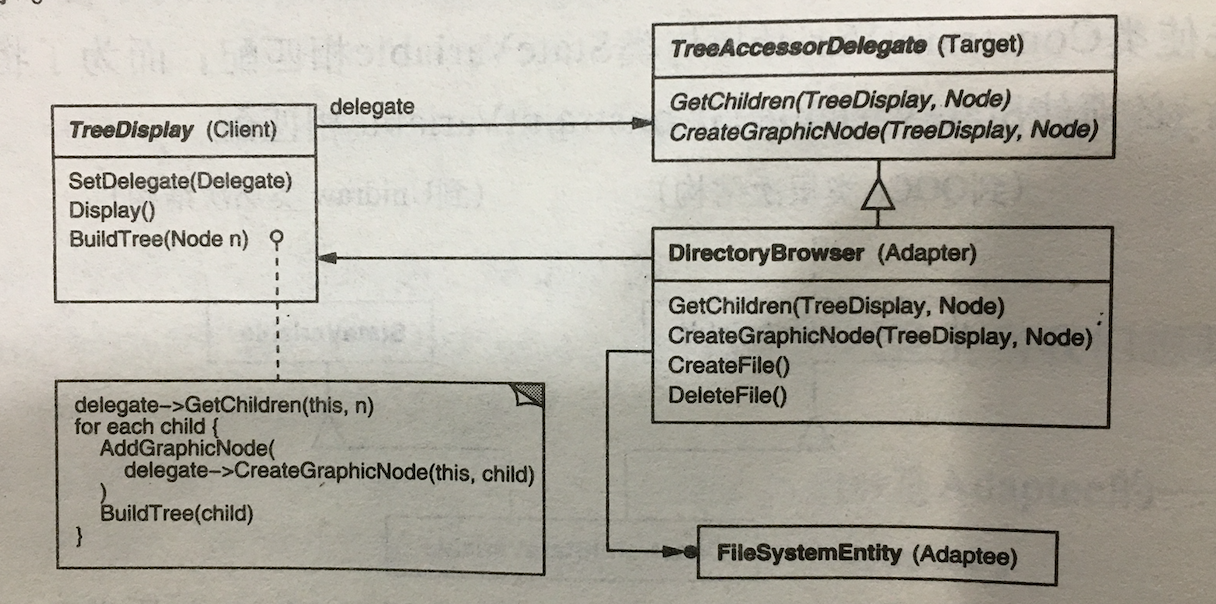 TreeAccessorDelegate (Target)
GetChildren(TreeDisplay, Node)
CreateGraphicNode(TreeDisplay, Node)
delegate
TreeDisplay (Client)
SetDelegate(Delegate)
Display()
BuildTree(Node n)
DirectoryBrowser (Adapter)
GetChildren(TreeDisplay, Node)
CreateGraphicNode(TreeDisplay, Node)
CreateFile()
DeleteFile()
delegate->GetChildren(this, n)
for each child {
AddGraphicNode(
delegate->CreateGraphicNode(this, child)
)
BuildTree(child)
}
FileSystemEntity (Adaptee)